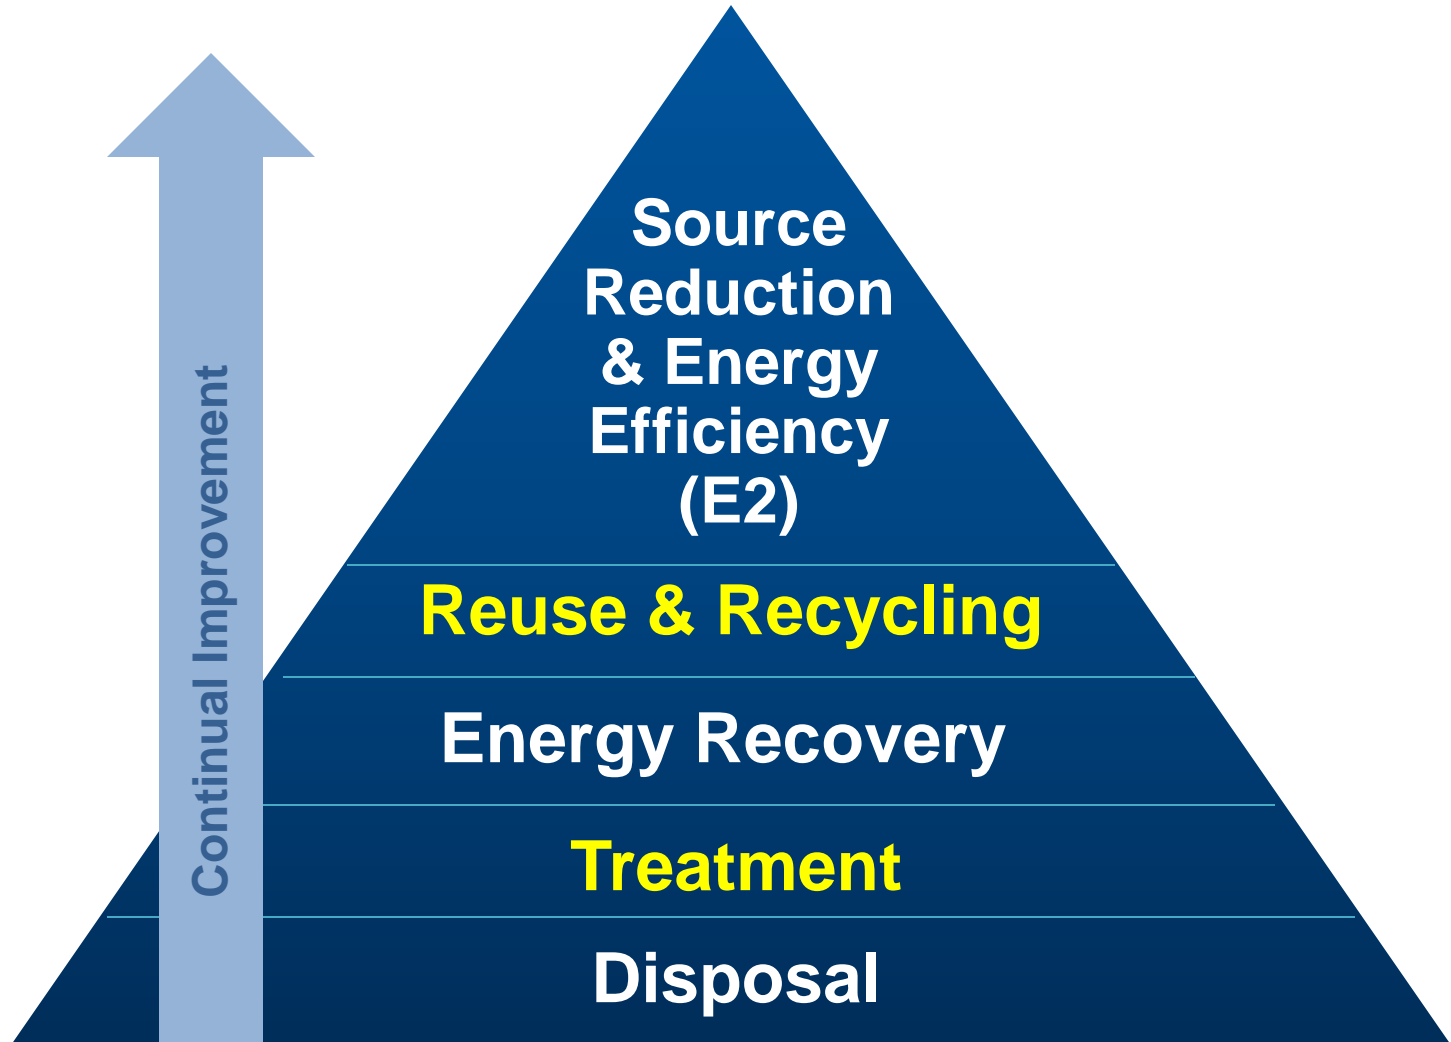 Source
Reduction
& Energy
Efficiency
(E2)
Reuse & Recycling
Energy Recovery
Treatment
Disposal
Continual Improvement